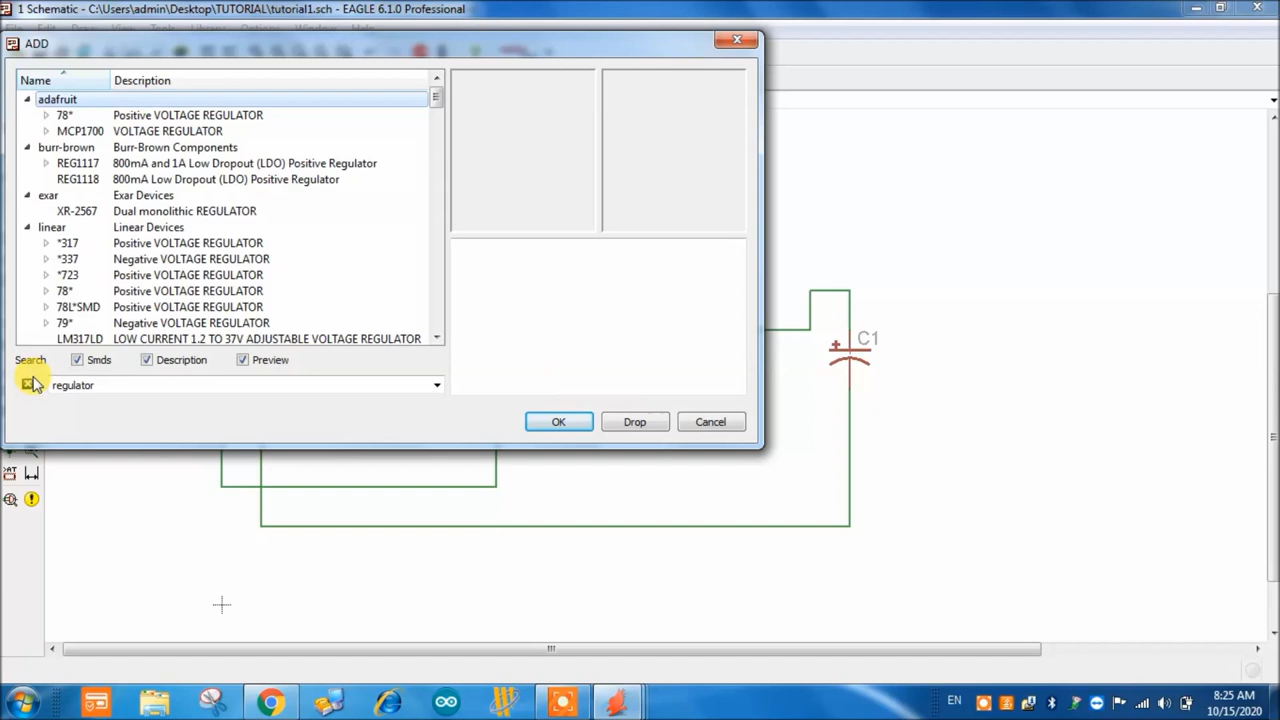 1 Schematic - C:\Users\admin\Desktop\TUTORIAL\tutorial1.sch - EAGLE 6.1.0 Professional
ADD
Name Description
adafruit
78* Positive VOLTAGE REGULATOR
MCP1700 VOLTAGE REGULATOR
burr-brown Burr-Brown Components
REG1117 800mA and 1A Low Dropout (LDO) Positive Regulator
REG1118 800mA Low Dropout (LDO) Positive Regulator
exar Exar Devices
XR-2567 Dual monolithic REGULATOR
linear Linear Devices
*317 Positive VOLTAGE REGULATOR
*337 Negative VOLTAGE REGULATOR
*723 Positive VOLTAGE REGULATOR
78* Positive VOLTAGE REGULATOR
78L*SMD Positive VOLTAGE REGULATOR
79* Negative VOLTAGE REGULATOR
LM317LD LOW CURRENT 1.2 TO 37V ADJUSTABLE VOLTAGE REGULATOR
Search Smds Description Preview
regulator
OK Drop Cancel
C1
EN
8:25 AM
10/15/2020